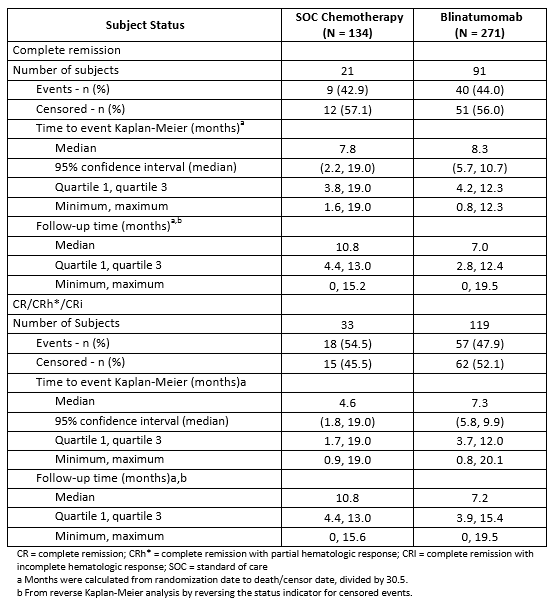 Subject Status SOC Chemotherapy (N = 134) Blinatumomab (N = 271)
Complete remission
Number of subjects 21 91
Events - n (%) 9 (42.9) 40 (44.0)
Censored - n (%) 12 (57.1) 51 (56.0)
Time to event Kaplan-Meier (months)a
Median 7.8 8.3
95% confidence interval (median) (2.2, 19.0) (5.7, 10.7)
Quartile 1, quartile 3 3.8, 19.0 4.2, 12.3
Minimum, maximum 1.6, 19.0 0.8, 12.3
Follow-up time (months)a,b
Median 10.8 7.0
Quartile 1, quartile 3 4.4, 13.0 2.8, 12.4
Minimum, maximum 0, 15.2 0, 19.5
CR/CRh*/CRi
Number of Subjects 33 119
Events - n (%) 18 (54.5) 57 (47.9)
Censored - n (%) 15 (45.5) 62 (52.1)
Time to event Kaplan-Meier (months)a
Median 4.6 7.3
95% confidence interval (median) (1.8, 19.0) (5.8, 9.9)
Quartile 1, quartile 3 1.7, 19.0 3.7, 12.0
Minimum, maximum 0.9, 19.0 0.8, 20.1
Follow-up time (months)a,b
Median 10.8 7.2
Quartile 1, quartile 3 4.4, 13.0 3.9, 15.4
Minimum, maximum 0, 15.6 0, 19.5
CR = complete remission; CRh* = complete remission with partial hematologic response; CRI = complete remission with
incomplete hematologic response; SOC = standard of care
a Months were calculated from randomization date to death/censor date, divided by 30.5.
b From reverse Kaplan-Meier analysis by reversing the status indicator for censored events.